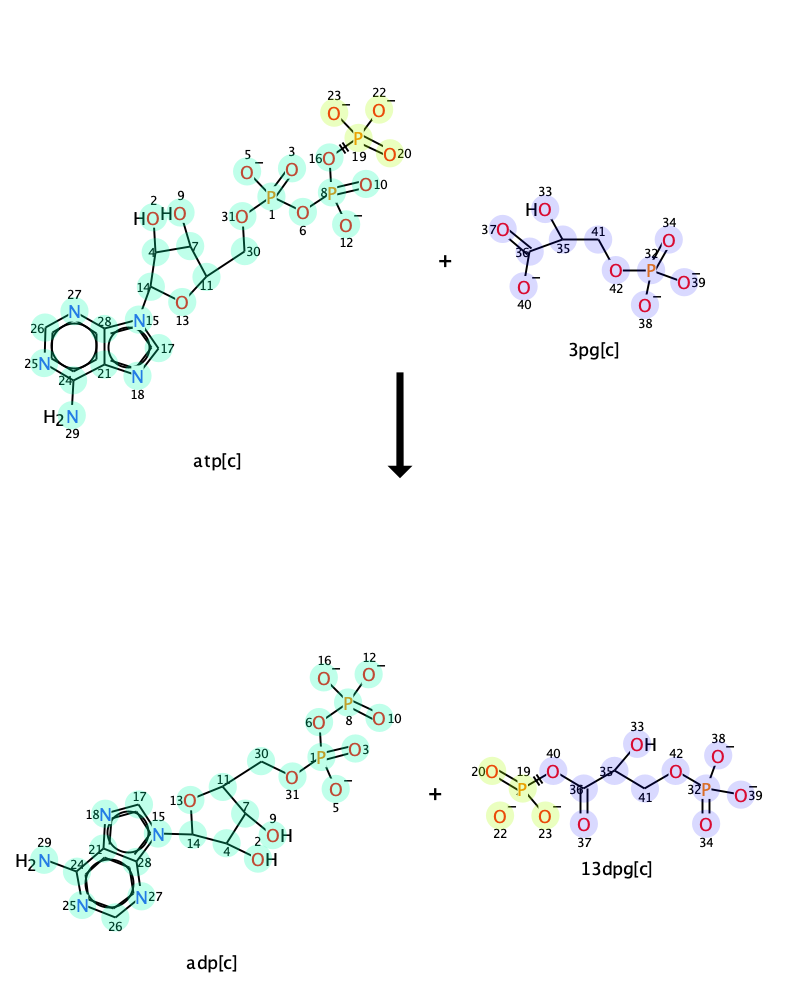 23 22
O⁻ O⁻
5 3 16 O P 19 O 20
O⁻ O 8 P O 10
2 9 31 O P 1 O 6 O⁻ 12
HO HO 30
4 7
14 11
O 13
27 N 28 N 15
26 17
25 N 24 21 N 18
H₂N 29
atp[c]
+
33
HO 34
37 O O
36 35 41 32 P O⁻ 39
O⁻ 40 O 42 O⁻ 38
3pg[c]
16 12
O⁻ O⁻
6 O P 8 O 10
30 1 P O 3
11 O 31 O⁻ 5
13 O 7
17 9 OH
18 N 15 N 14 4 2 OH
29 21 28
H₂N 24
25 N N 27
26
adp[c]
+
33 OH 38 O⁻
20 O 19 P 40 O 36 35 42 O 32 P O⁻ 39
O⁻ 22 O⁻ 23 O 37 41 O 34
13dpg[c]